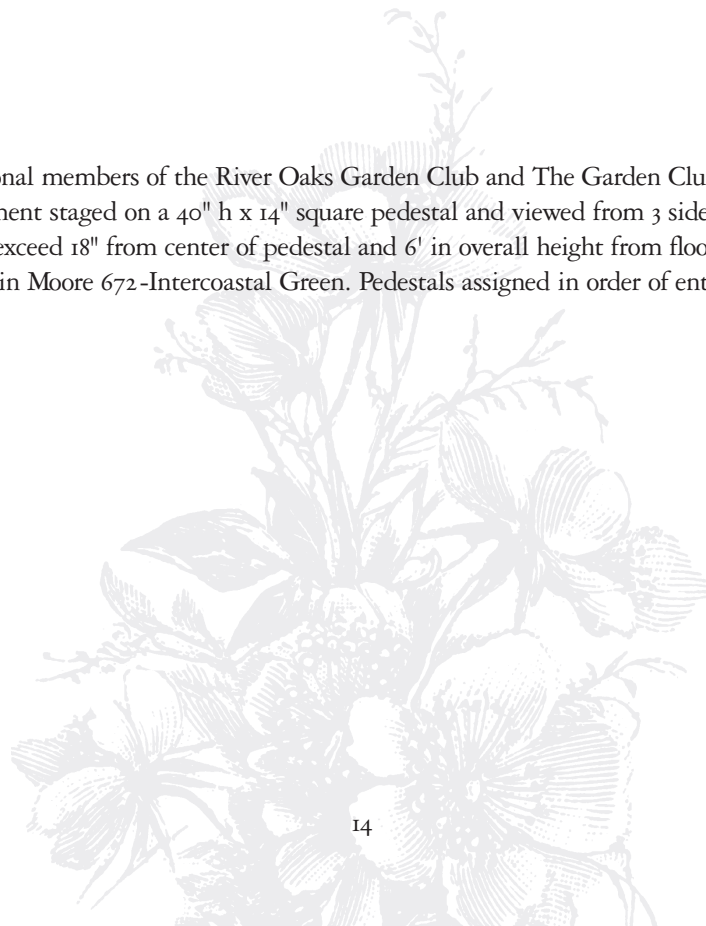 onal members of the River Oaks Garden Club and The Garden Clu
nent staged on a 40" h x 14" square pedestal and viewed from 3 side
exceed 18" from center of pedestal and 6' in overall height from floo
in Moore 672-Intercoastal Green. Pedestals assigned in order of ent
14